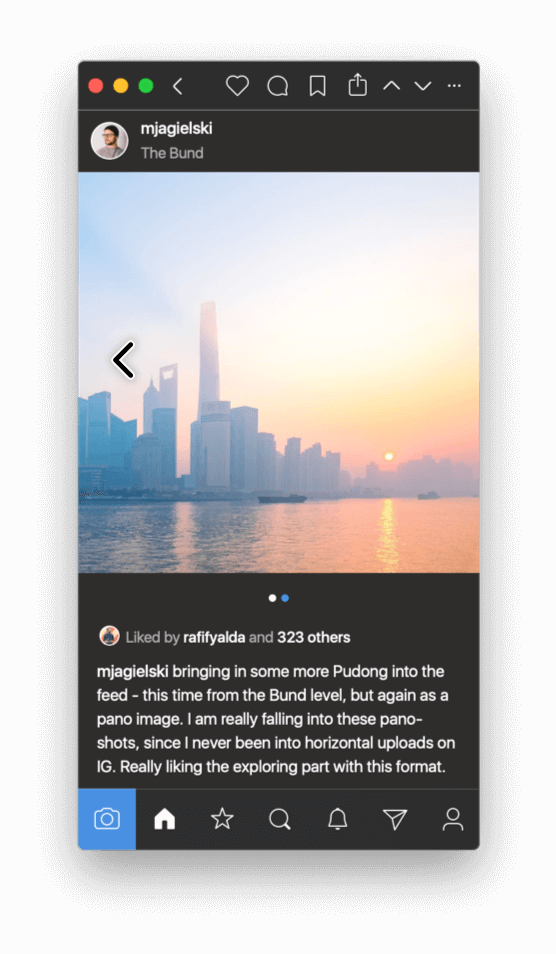 mjagielski
The Bund
Liked by rafifyalda and 323 others
mjagielski bringing in some more Pudong into the
feed - this time from the Bund level, but again as a
pano image. I am really falling into these pano-
shots, since I never been into horizontal uploads on
IG. Really liking the exploring part with this format.